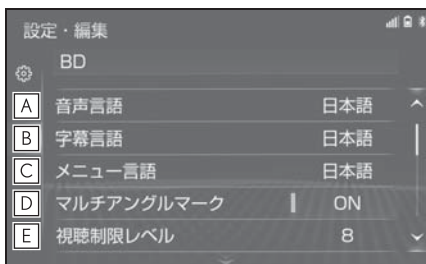 設定・編集
BD
A 音声言語 日本語
B 字幕言語 日本語
C メニュー言語 日本語
D マルチアングルマーク ON
E 視聴制限レベル 8